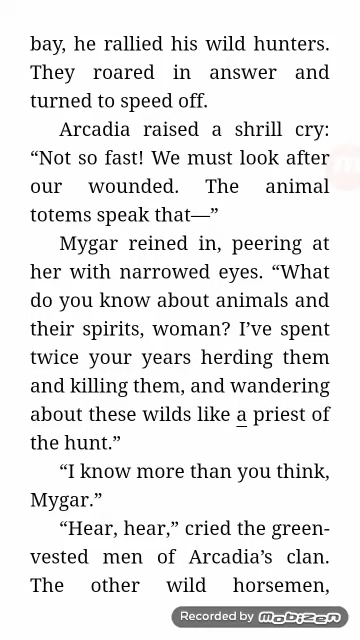 bay, he rallied his wild hunters.
They roared in answer and
turned to speed off.
Arcadia raised a shrill cry:
“Not so fast! We must look after
our wounded. The animal
totems speak that—”
Mygar reined in, peering at
her with narrowed eyes. “What
do you know about animals and
their spirits, woman? I’ve spent
twice your years herding them
and killing them, and wandering
about these wilds like a priest of
the hunt.”
“I know more than you think,
Mygar.”
“Hear, hear,” cried the green-
vested men of Arcadia’s clan.
The other wild horsemen,
Recorded by mobizen